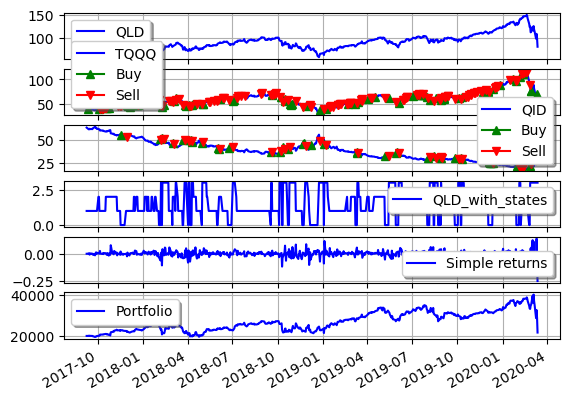 150
100
QLD
TQQQ
Buy
Sell
100
50
QID
Buy
Sell
50
25
2.5
0.0
QLD_with_states
0.00
−0.25
Simple returns
40000
20000
Portfolio
2017-10
2018-01
2018-04
2018-07
2018-10
2019-01
2019-04
2019-07
2019-10
2020-01
2020-04